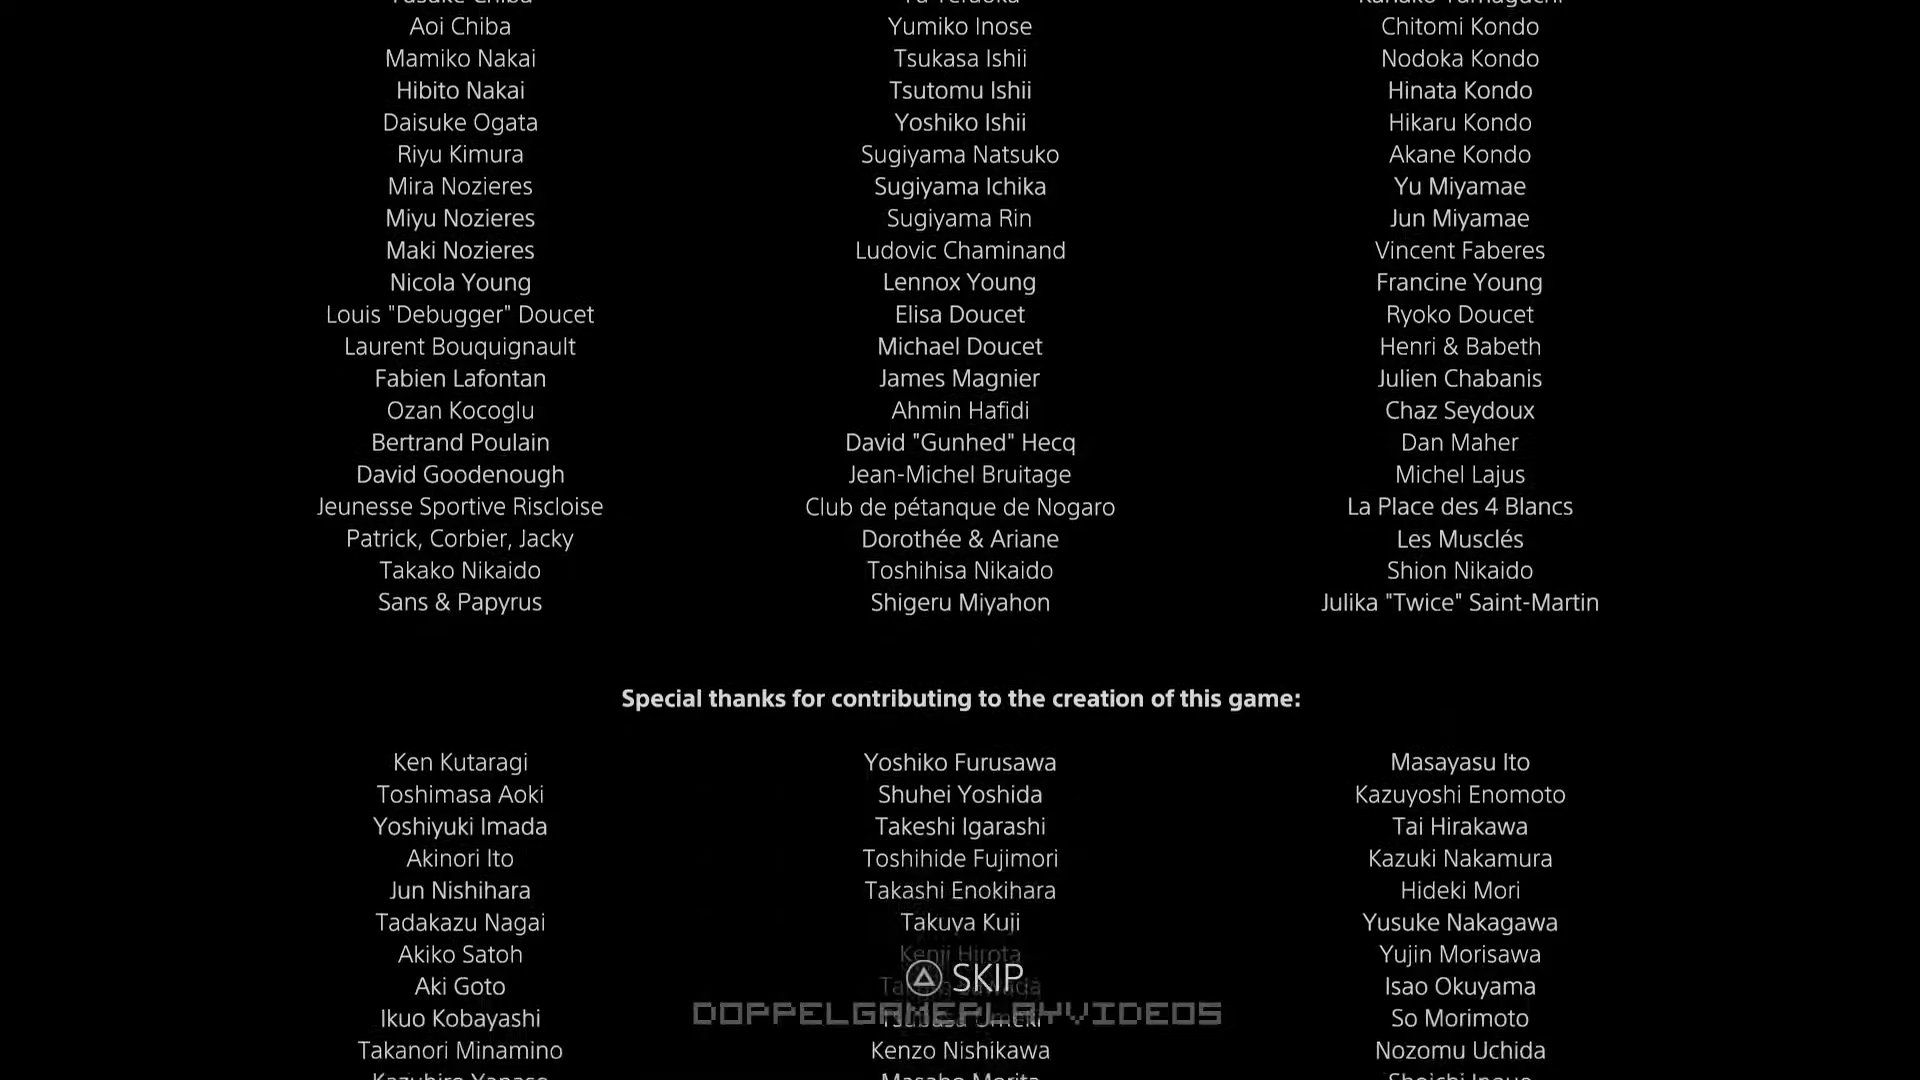 Aoi Chiba Yumiko Inose Chitomi Kondo
Mamiko Nakai Tsukasa Ishii Nodoka Kondo
Hibito Nakai Tsutomu Ishii Hinata Kondo
Daisuke Ogata Yoshiko Ishii Hikaru Kondo
Riyu Kimura Sugiyama Natsuko Akane Kondo
Mira Nozieres Sugiyama Ichika Yu Miyamae
Miyu Nozieres Sugiyama Rin Jun Miyamae
Maki Nozieres Ludovic Chaminand Vincent Faberes
Nicola Young Lennox Young Francine Young
Louis "Debugger" Doucet Elisa Doucet Ryoko Doucet
Laurent Bouquignault Michael Doucet Henri & Babeth
Fabien Lafontan James Magnier Julien Chabanis
Ozan Kocoglu Ahmin Hafidi Chaz Seydoux
Bertrand Poulain David "Gunhed" Hecq Dan Maher
David Goodenough Jean-Michel Bruitage Michel Lajus
Jeunesse Sportive Riscloise Club de pétanque de Nogaro La Place des 4 Blancs
Patrick, Corbier, Jacky Dorothée & Ariane Les Musclés
Takako Nikaido Toshihisa Nikaido Shion Nikaido
Sans & Papyrus Shigeru Miyahon Julika "Twice" Saint-Martin
Special thanks for contributing to the creation of this game:
Ken Kutaragi Yoshiko Furusawa Masayasu Ito
Toshimasa Aoki Shuhei Yoshida Kazuyoshi Enomoto
Yoshiyuki Imada Takeshi Igarashi Tai Hirakawa
Akinori Ito Toshihide Fujimori Kazuki Nakamura
Jun Nishihara Takashi Enokihara Hideki Mori
Tadakazu Nagai Takuya Kuji Yusuke Nakagawa
Akiko Satoh Kenji Hirota Yujin Morisawa
SKIP
Aki Goto Isao Okuyama
DOPPELGAMEPLAYVIDEOS
Ikuo Kobayashi So Morimoto
Takanori Minamino Kenzo Nishikawa Nozomu Uchida